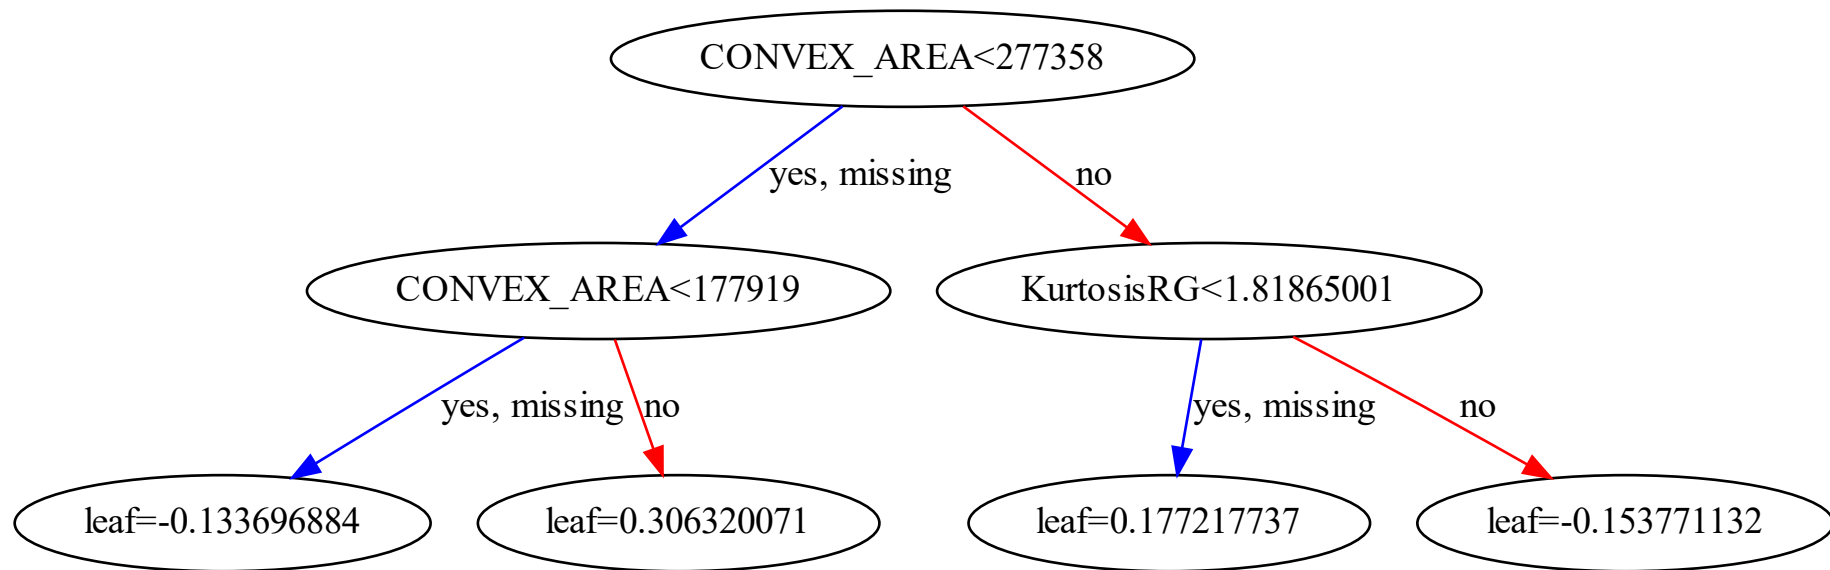 CONVEX_AREA<277358
yes, missing
no
CONVEX_AREA<177919
KurtosisRG<1.81865001
yes, missing
no
yes, missing
no
leaf=-0.133696884
leaf=0.306320071
leaf=0.177217737
leaf=-0.153771132